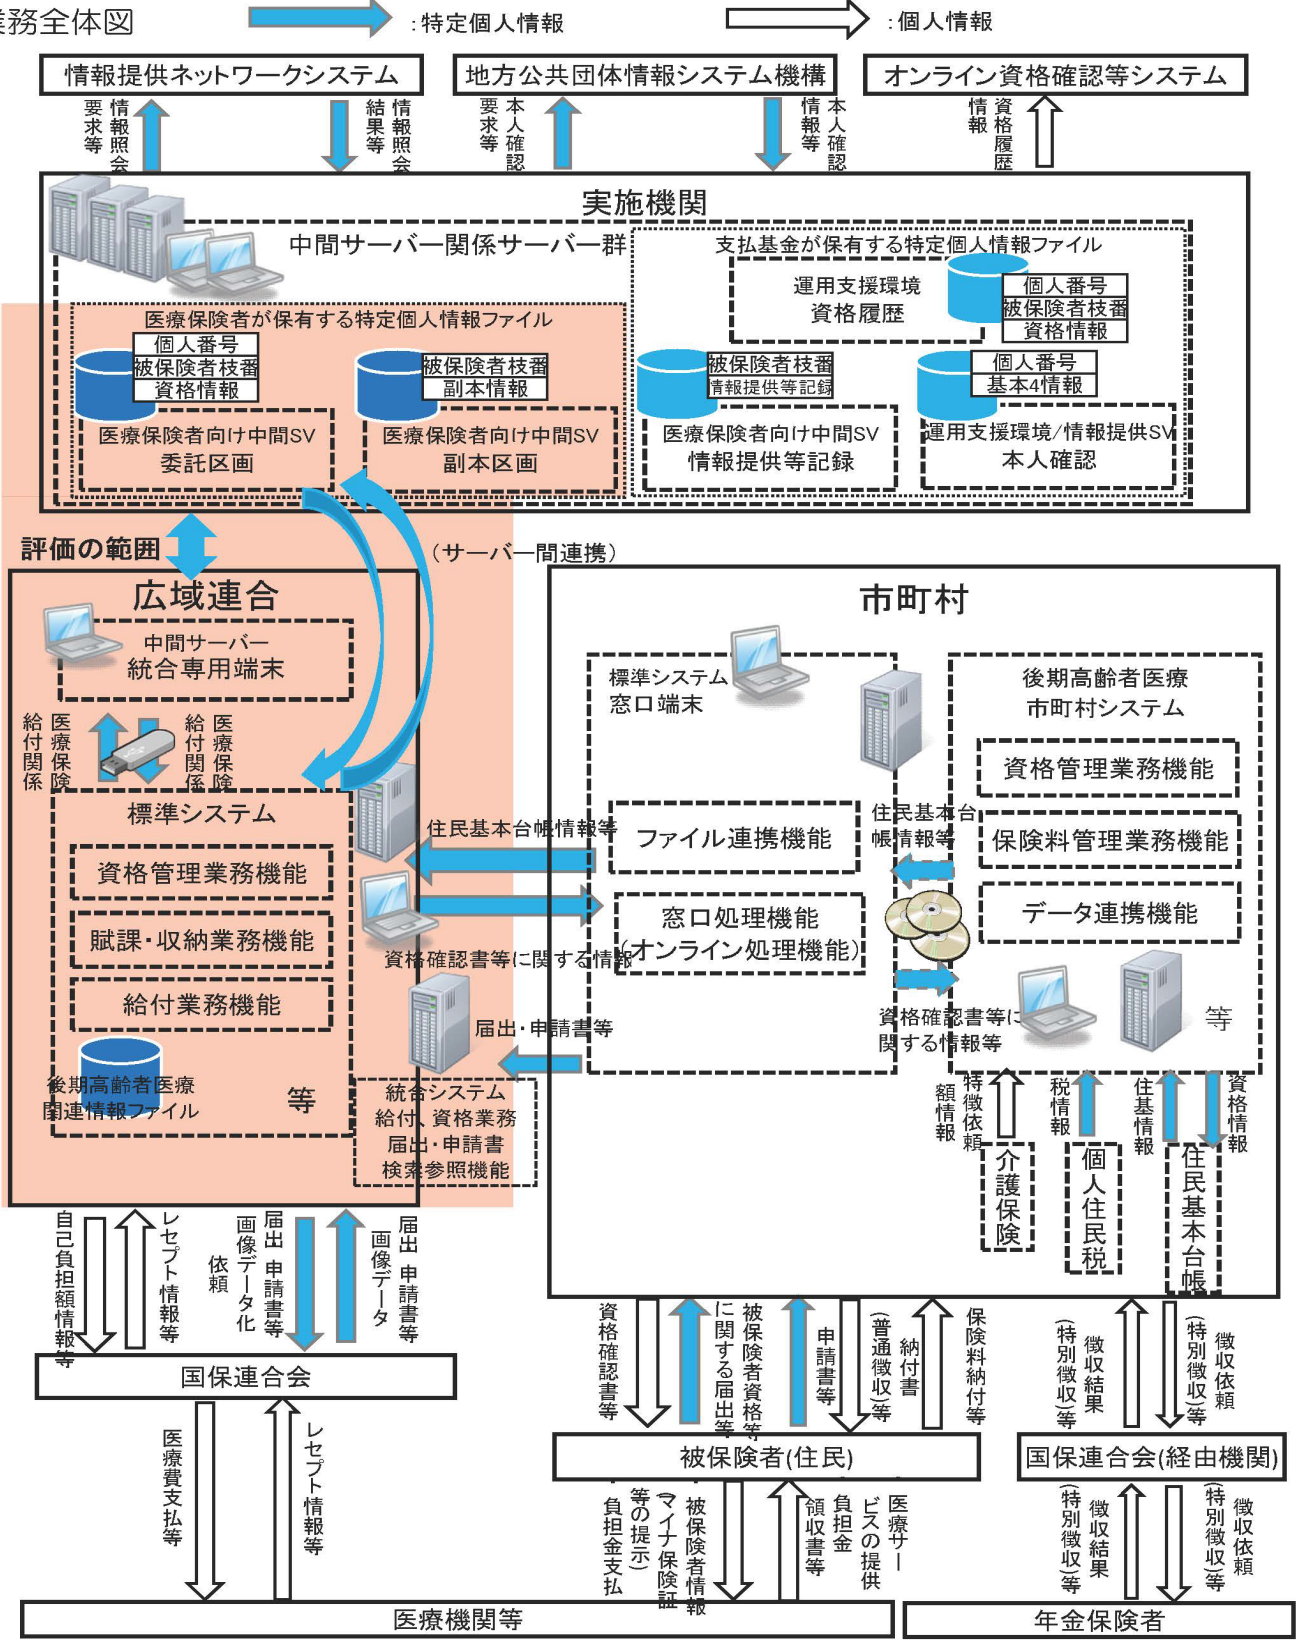 業務全体図
:特定個人情報
:個人情報
情報提供ネットワークシステム
地方公共団体情報システム機構
オンライン資格確認等システム
情報照会
要求等
情報照会
結果等
本人確認
要求等
本人確認
情報等
資格履歴
情報
実施機関
中間サーバー関係サーバー群
支払基金が保有する特定個人情報ファイル
運用支援環境
資格履歴
個人番号
被保険者枝番
資格情報
医療保険者が保有する特定個人情報ファイル
個人番号
被保険者枝番
資格情報
被保険者枝番
副本情報
被保険者枝番
情報提供等記録
個人番号
基本4情報
医療保険者向け中間SV
委託区画
医療保険者向け中間SV
副本区画
医療保険者向け中間SV
情報提供等記録
運用支援環境/情報提供SV
本人確認
評価の範囲
(サーバー間連携)
広域連合
中間サーバー
統合専用端末
医療保険
給付関係
医療保険
給付関係
標準システム
資格管理業務機能
賦課・収納業務機能
給付業務機能
後期高齢者医療
関連情報ファイル
等
住民基本台帳情報等
資格確認書等に関する情報
届出・申請書等
統合システム
給付、資格業務
届出・申請書
検索参照機能
市町村
標準システム
窓口端末
ファイル連携機能
窓口処理機能
(オンライン処理機能)
住民基本台
帳情報等
資格確認書等に
関する情報等
後期高齢者医療
市町村システム
資格管理業務機能
保険料管理業務機能
データ連携機能
等
特徴依頼
額情報
税情報
住基情報
資格情報
介護保険
個人住民税
住民基本台帳
自己負担額情報等
レセプト情報等
届出・申請書等
画像データ化
依頼
届出・申請書等
画像データ
国保連合会
医療費支払等
レセプト情報等
資格確認書等
被保険者資格等
に関する届出等
申請書等
納付書
(普通徴収)等
保険料納付等
徴収結果
(特別徴収)等
徴収依頼
(特別徴収)等
被保険者(住民)
国保連合会(経由機関)
被保険者情報
(マイナ保険証
等の提示)
負担金支払
医療サー
ビスの提供
負担金
領収書等
徴収結果
(特別徴収)等
徴収依頼
(特別徴収)等
医療機関等
年金保険者